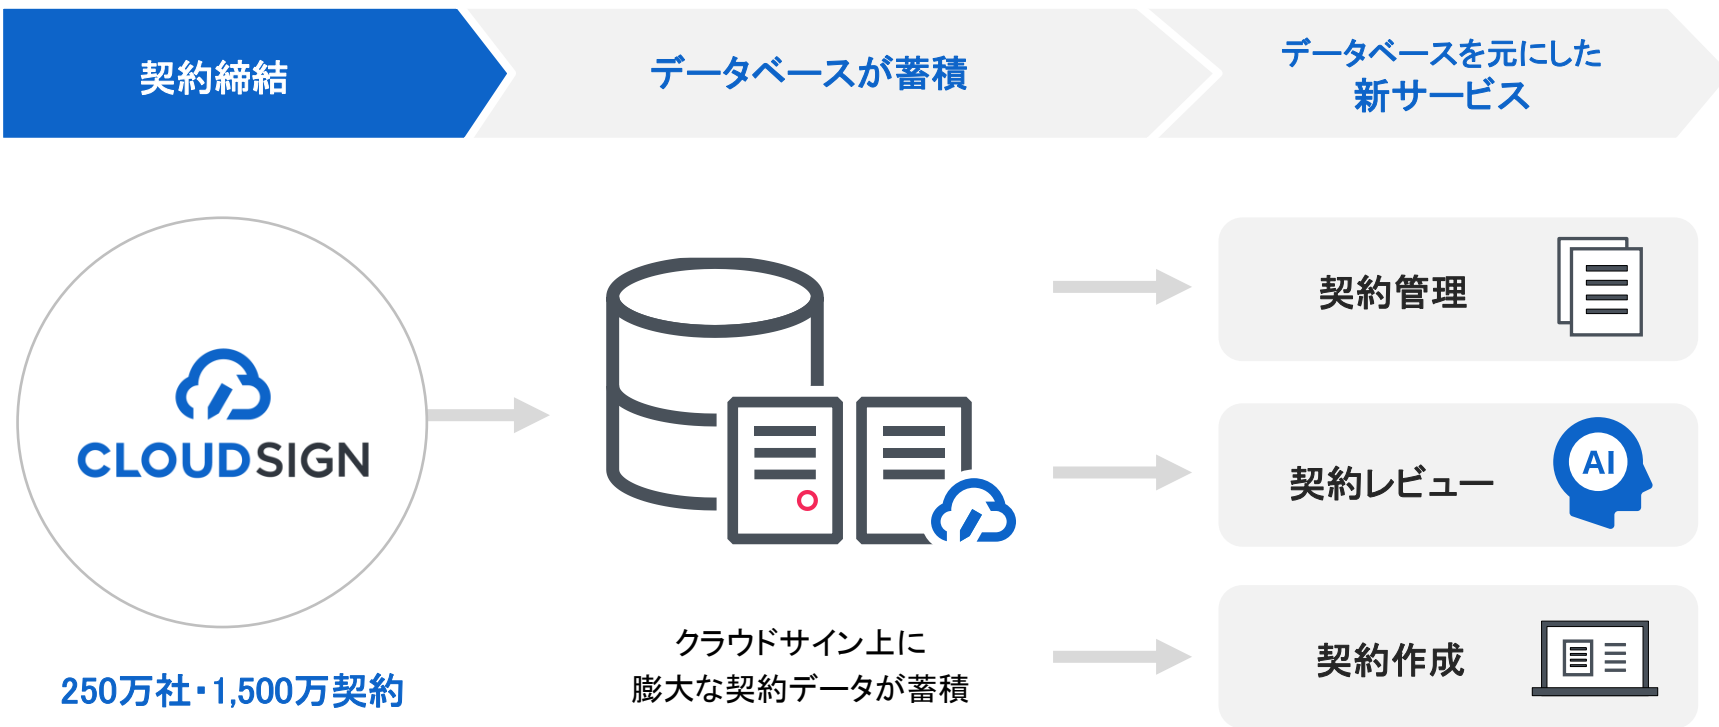 契約締結
データベースが蓄積
データベースを元にした
新サービス
CLOUDSIGN
250万社・1,500万契約
クラウドサイン上に
膨大な契約データが蓄積
契約管理
契約レビュー
AI
契約作成